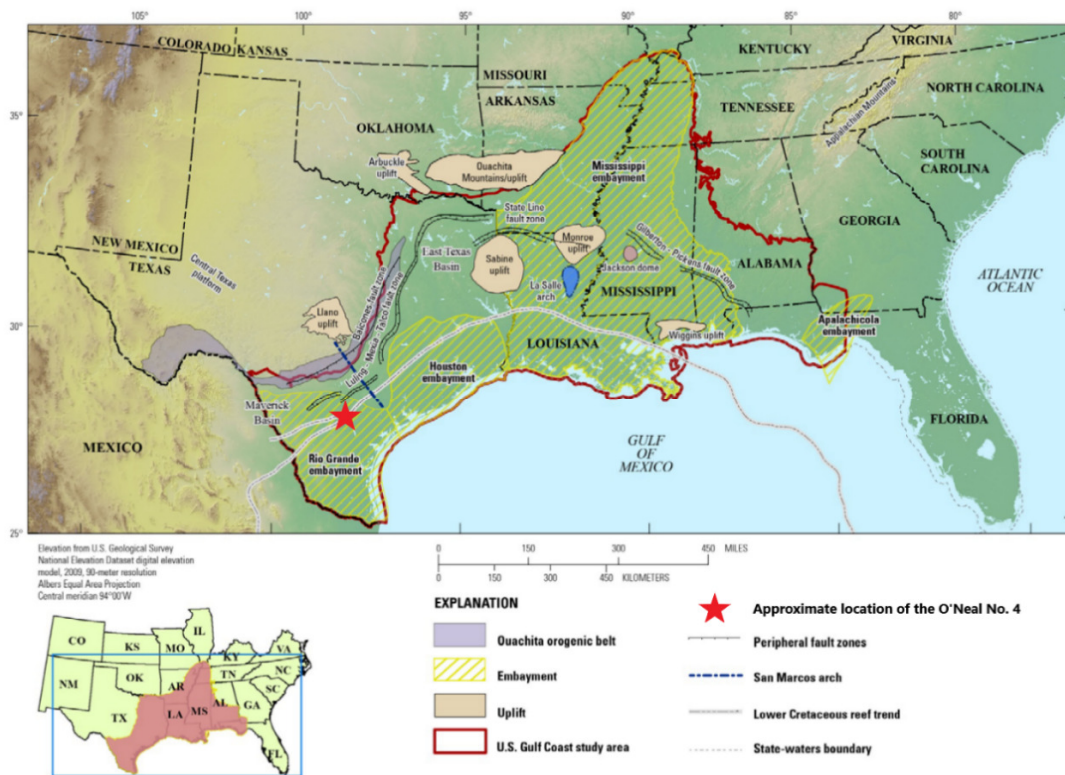 105°
100°
95°
90°
85°
80°
COLORADO
KANSAS
MISSOURI
KENTUCKY
VIRGINIA
NORTH CAROLINA
TENNESSEE
Appalachian Mountains
ARKANSAS
35°
OKLAHOMA
Arbuckle
uplift
Ouachita
Mountains/uplift
SOUTH
CAROLINA
Mississippi
embayment
GEORGIA
State Line
fault zone
NEW MEXICO
TEXAS
Central Texas
platform
East Texas
Basin
Sabine
uplift
Monroe
uplift
Jackson dome
Gilbertown - Pickens fault zone
ALABAMA
La Salle
arch
MISSISSIPPI
ATLANTIC
OCEAN
Llano
uplift
Balcones fault zone
Luling - Mexia - Talco fault zone
30°
LOUISIANA
Wiggins uplift
Apalachicola
embayment
Houston
embayment
Maverick
Basin
FLORIDA
MEXICO
Rio Grande
embayment
GULF
OF
MEXICO
25°
Elevation from U.S. Geological Survey
National Elevation Dataset digital elevation
model, 2009, 90-meter resolution
Albers Equal Area Projection
Central meridian 94°00'W
0 150 300 450 MILES
0 150 300 450 KILOMETERS
EXPLANATION
Ouachita orogenic belt
Embayment
Uplift
U.S. Gulf Coast study area
Approximate location of the O'Neal No. 4
Peripheral fault zones
San Marcos arch
Lower Cretaceous reef trend
State-waters boundary
CO
KS
MO
IL
KY
VA
NM
OK
AR
TN
NC
SC
TX
LA
MS
AL
GA
FL